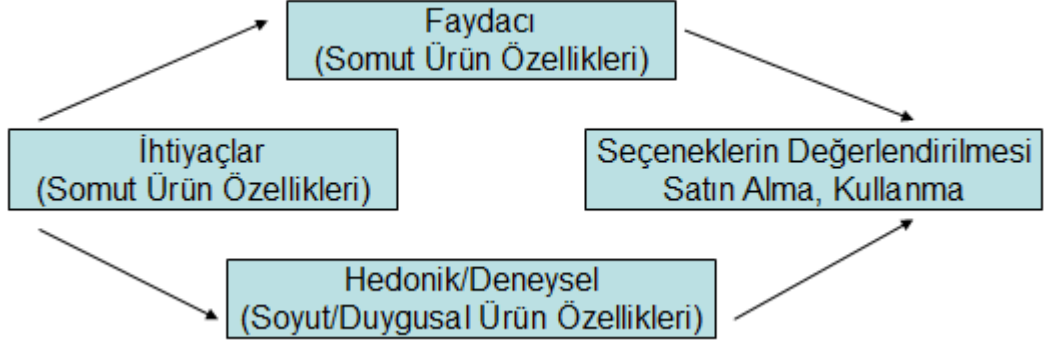 Faydacı
(Somut Ürün Özellikleri)
İhtiyaçlar
(Somut Ürün Özellikleri)
Seçeneklerin Değerlendirilmesi
Satın Alma, Kullanma
Hedonik/Deneysel
(Soyut/Duygusal Ürün Özellikleri)